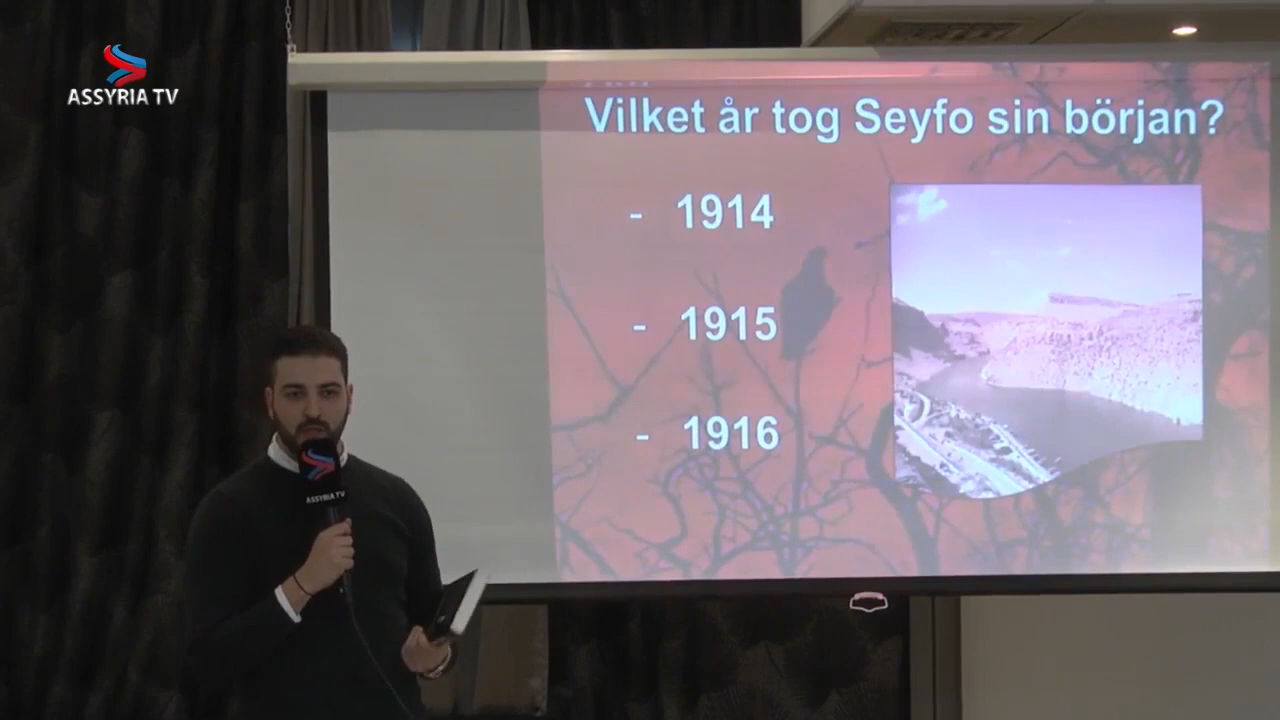 ASSYRIA TV
Vilket år tog Seyfo sin början?
- 1914
- 1915
- 1916
ASSYRIA TV